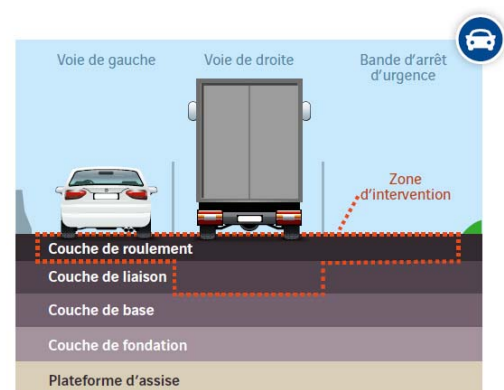 Voie de gauche
Voie de droite
Bande d'arrêt
d'urgence
Zone
d'intervention
Couche de roulement
Couche de liaison
Couche de base
Couche de fondation
Plateforme d'assise